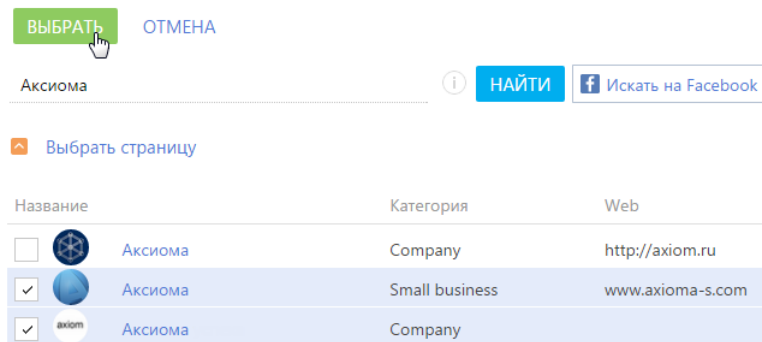 ВЫБРАТЬ ОТМЕНА
Аксиома i НАЙТИ f Искать на Facebook
Выбрать страницу
Название Категория Web
Аксиома Company http://axiom.ru
Аксиома Small business www.axioma-s.com
axiom Аксиома Company